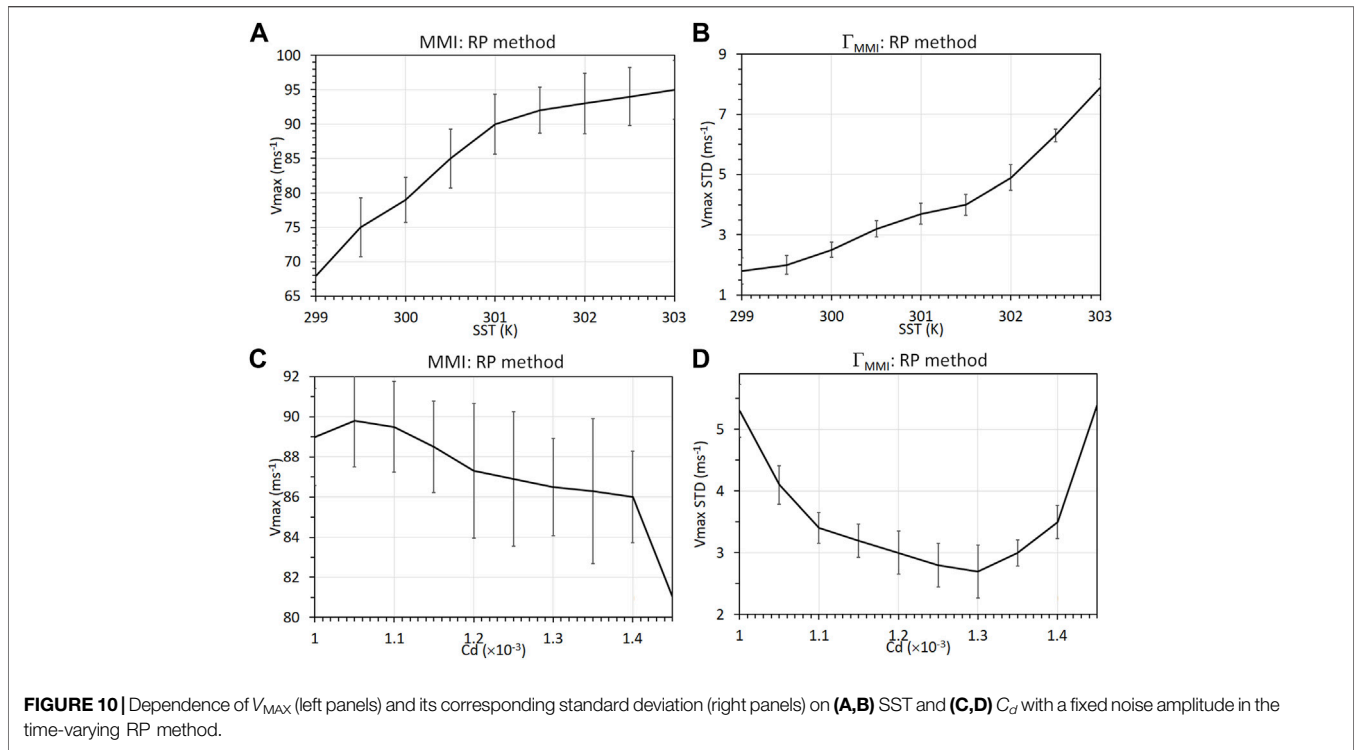 A
MMI: RP method
100
95
90
85
80
75
70
65
Vmax (ms-1)
299
300
301
302
303
SST (K)
B
ΓMMI: RP method
9
7
5
3
1
Vmax STD (ms-1)
299
300
301
302
303
SST (K)
C
MMI: RP method
92
90
88
86
84
82
80
Vmax (ms-1)
1
1.1
1.2
1.3
1.4
Cd (×10-3)
D
ΓMMI: RP method
5
4
3
2
Vmax STD (ms-1)
1
1.1
1.2
1.3
1.4
Cd (×10-3)
FIGURE 10 | Dependence of VMAX (left panels) and its corresponding standard deviation (right panels) on (A,B) SST and (C,D) Cd with a fixed noise amplitude in the
time-varying RP method.